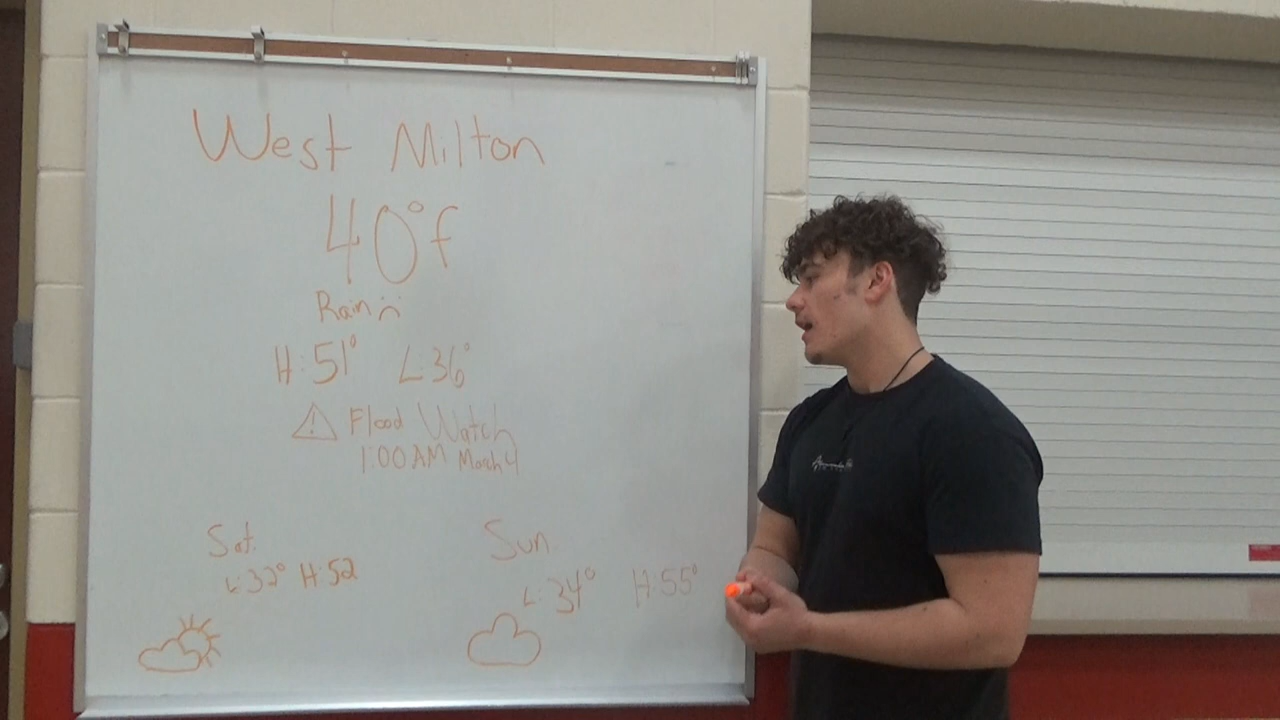 West Milton
40°f
Rain :(
H:51° L:36°
Flood Watch
1:00 AM March 4
Sat.
L:32° H:52
Sun.
L:34° H:55°